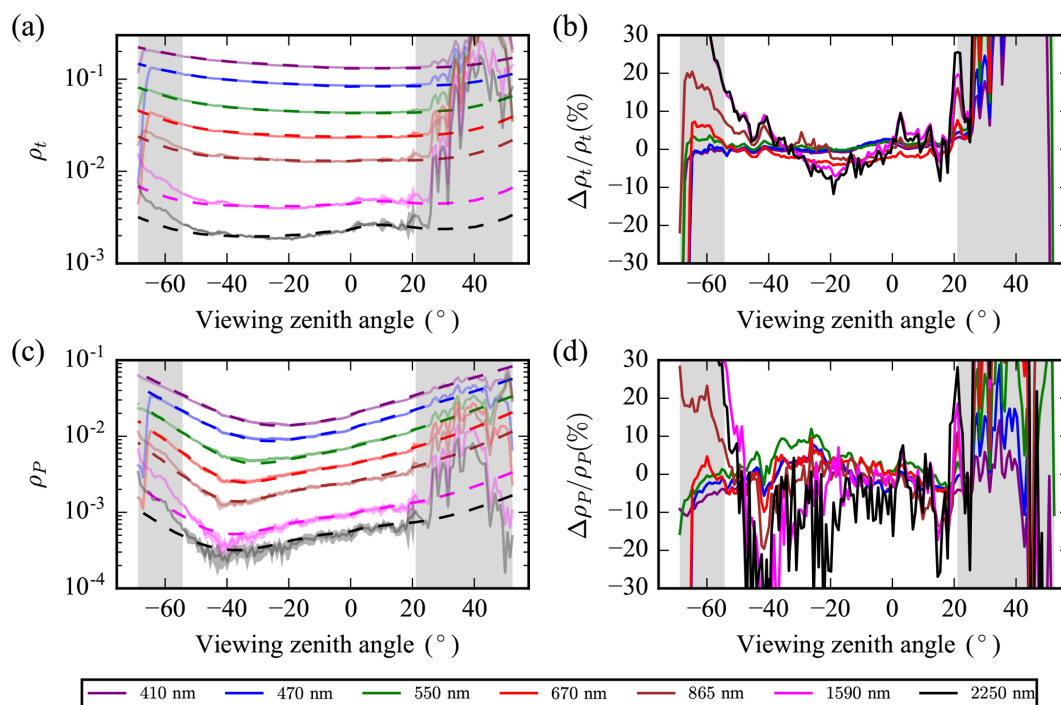 (a)
ρt
10⁻¹
10⁻²
10⁻³
−60 −40 −20 0 20 40
Viewing zenith angle (°)
(b)
Δρt/ρt(%)
30
20
10
0
−10
−20
−30
−60 −40 −20 0 20 40
Viewing zenith angle (°)
(c)
ρP
10⁻¹
10⁻²
10⁻³
10⁻⁴
−60 −40 −20 0 20 40
Viewing zenith angle (°)
(d)
ΔρP/ρP(%)
30
20
10
0
−10
−20
−30
−60 −40 −20 0 20 40
Viewing zenith angle (°)
410 nm 470 nm 550 nm 670 nm 865 nm 1590 nm 2250 nm